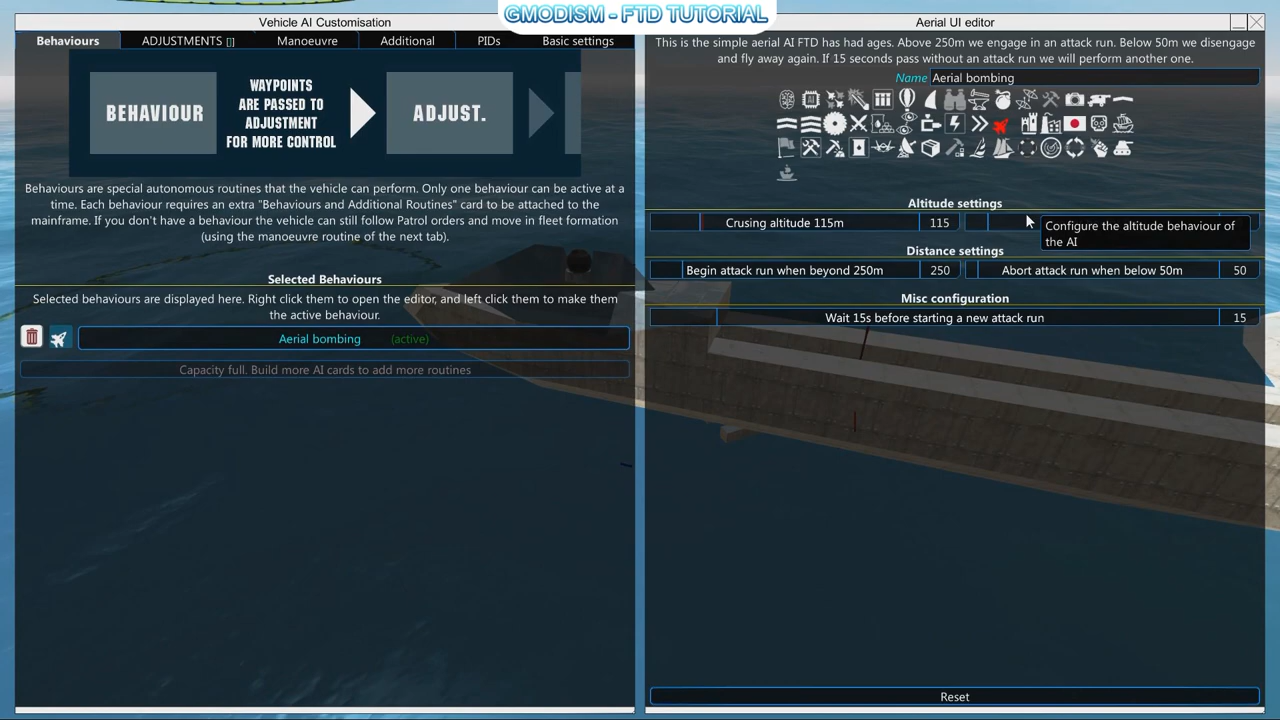 GMODISM - FTD TUTORIAL
Vehicle AI Customisation
Behaviours
ADJUSTMENTS []
Manoeuvre
Additional
PIDs
Basic settings
BEHAVIOUR
WAYPOINTS
ARE PASSED TO
ADJUSTMENT
FOR MORE CONTROL
ADJUST.
Behaviours are special autonomous routines that the vehicle can perform. Only one behaviour can be active at a
time. Each behaviour requires an extra "Behaviours and Additional Routines" card to be attached to the
mainframe. If you don't have a behaviour the vehicle can still follow Patrol orders and move in fleet formation
(using the manoeuvre routine of the next tab).
Selected Behaviours
Selected behaviours are displayed here. Right click them to open the editor, and left click them to make them
the active behaviour.
Aerial bombing (active)
Capacity full. Build more AI cards to add more routines
Aerial UI editor
This is the simple aerial AI FTD has had ages. Above 250m we engage in an attack run. Below 50m we disengage
and fly away again. If 15 seconds pass without an attack run we will perform another one.
Name Aerial bombing
AI
Altitude settings
Crusing altitude 115m 115
Configure the altitude behaviour of
the AI
Distance settings
Begin attack run when beyond 250m 250
Abort attack run when below 50m 50
Misc configuration
Wait 15s before starting a new attack run 15
Reset